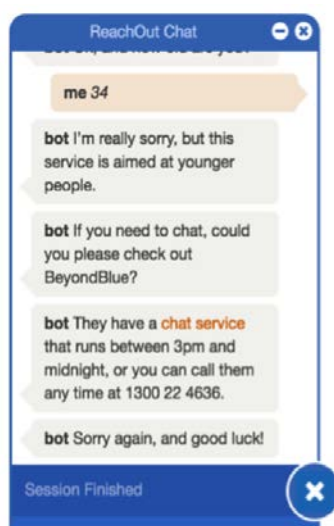 ReachOut Chat
me 34
bot I'm really sorry, but this
service is aimed at younger
people.
bot If you need to chat, could
you please check out
BeyondBlue?
bot They have a chat service
that runs between 3pm and
midnight, or you can call them
any time at 1300 22 4636.
bot Sorry again, and good luck!
Session Finished